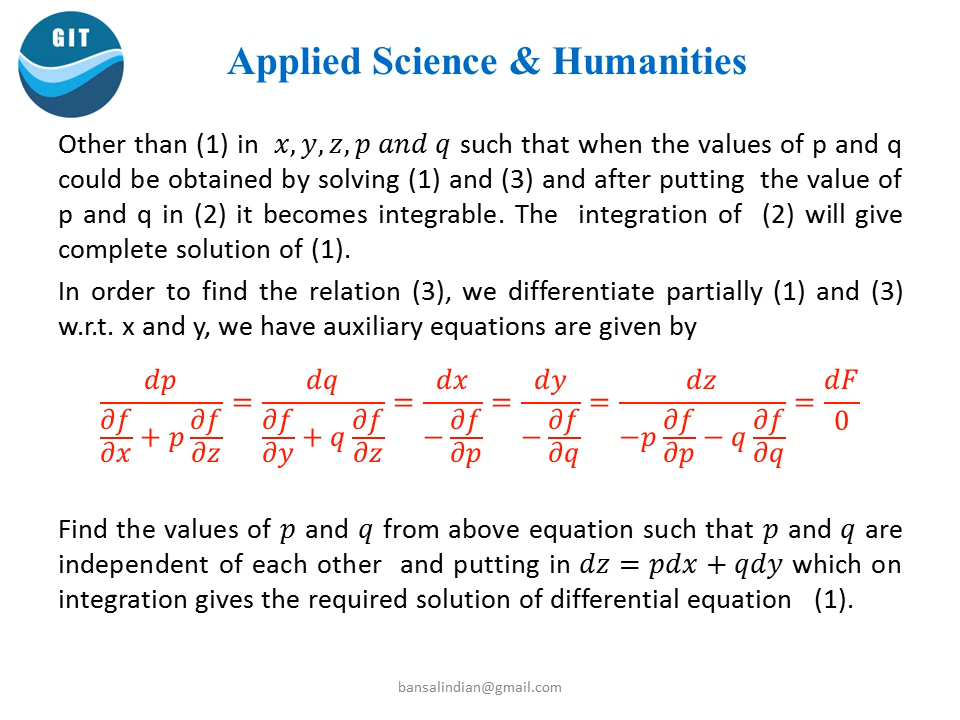 GIT
Applied Science & Humanities
Other than (1) in x, y, z, p and q such that when the values of p and q
could be obtained by solving (1) and (3) and after putting the value of
p and q in (2) it becomes integrable. The integration of (2) will give
complete solution of (1).
In order to find the relation (3), we differentiate partially (1) and (3)
w.r.t. x and y, we have auxiliary equations are given by
dp/(∂f/∂x + p ∂f/∂z) = dq/(∂f/∂y + q ∂f/∂z) = dx/(− ∂f/∂p) = dy/(− ∂f/∂q) = dz/(−p ∂f/∂p − q ∂f/∂q) = dF/0
Find the values of p and q from above equation such that p and q are
independent of each other and putting in dz = pdx + qdy which on
integration gives the required solution of differential equation (1).
bansalindian@gmail.com